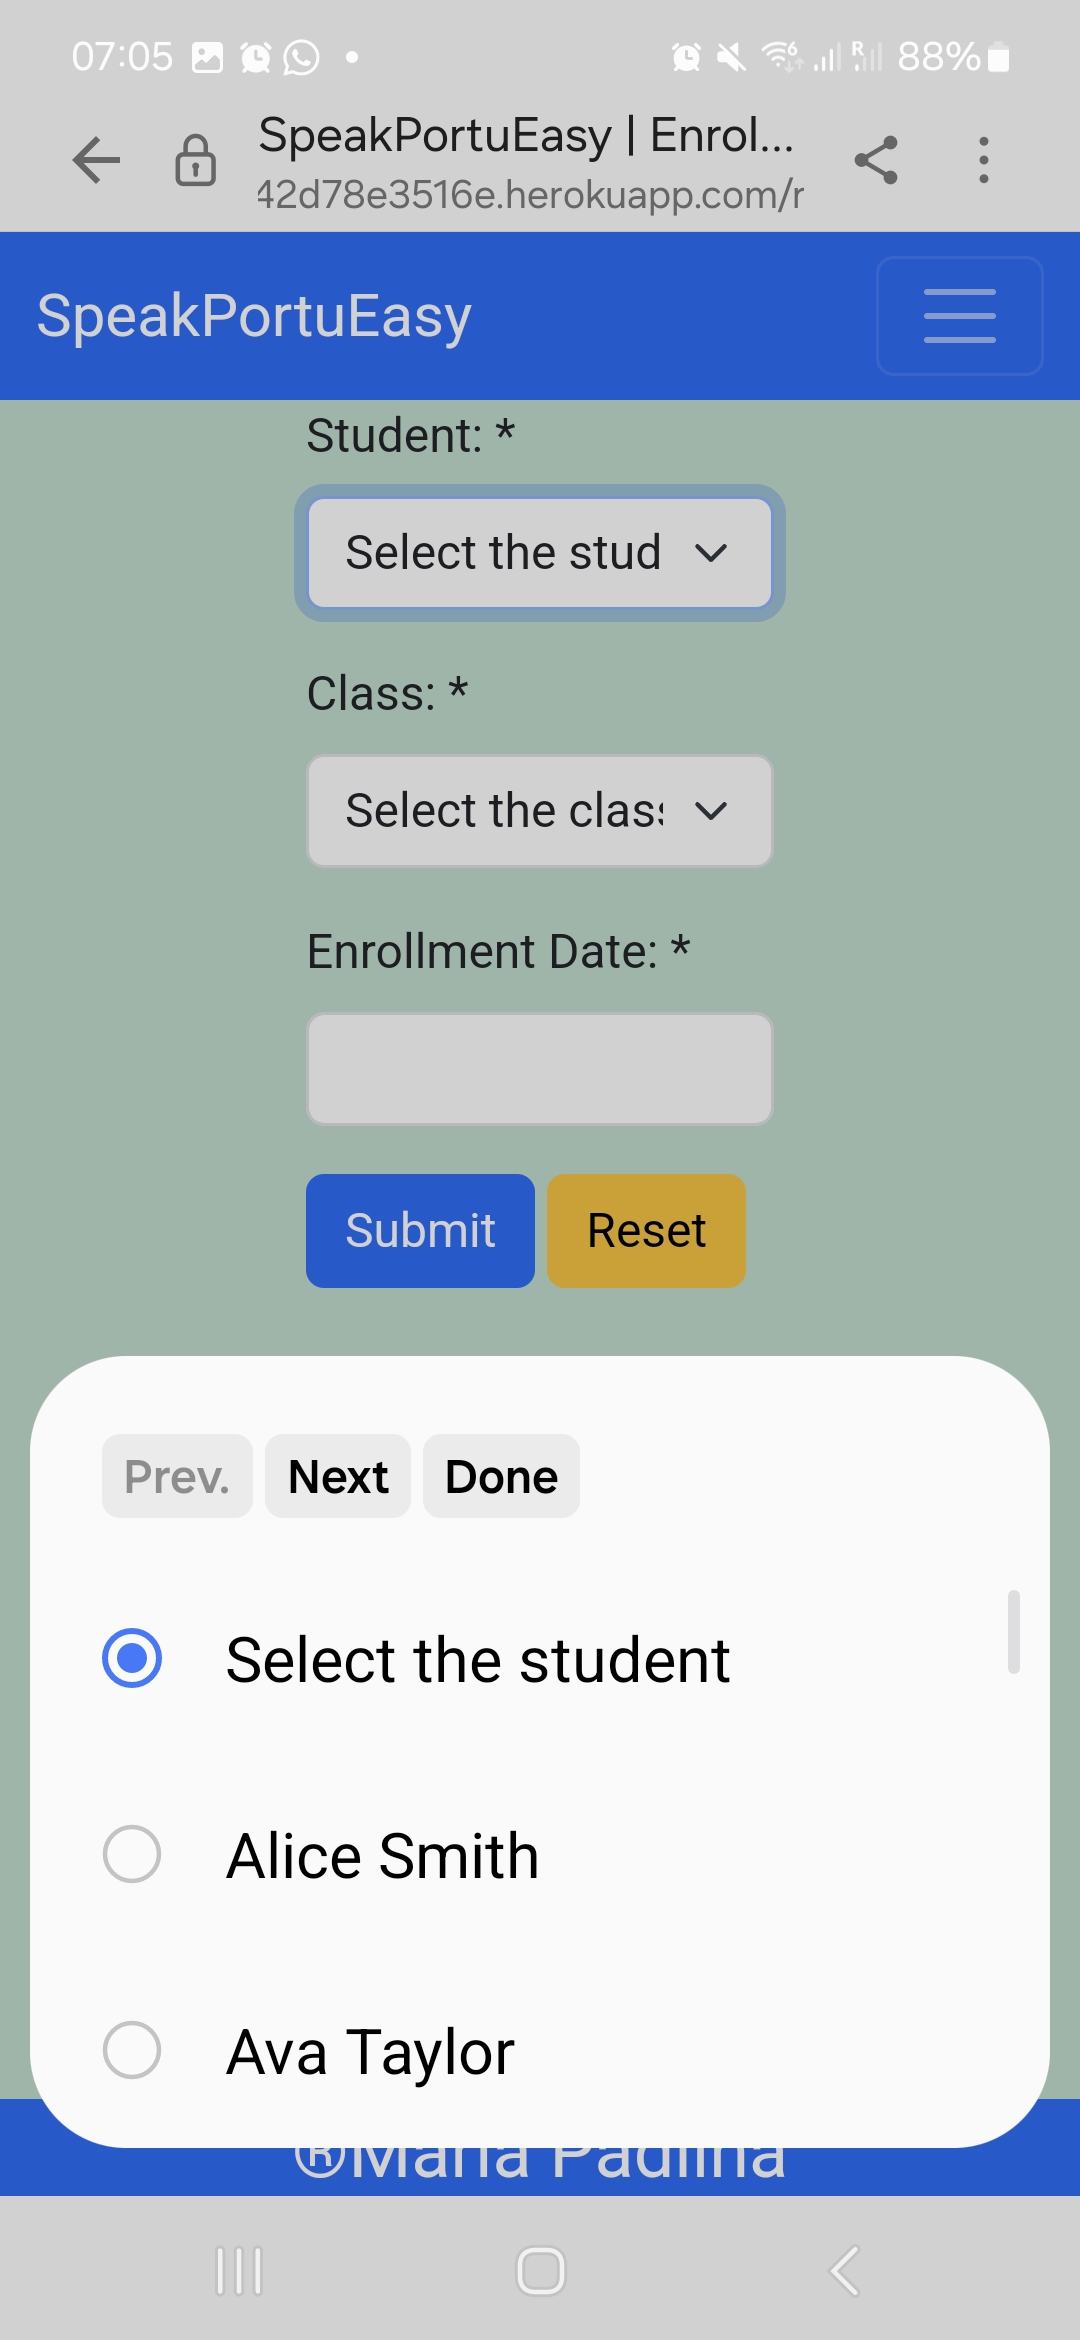 07:05
R
6
88%
SpeakPortuEasy | Enrol...
42d78e3516e.herokuapp.com/r
SpeakPortuEasy
Student: *
Select the stud
Class: *
Select the clas
Enrollment Date: *
Submit Reset
Prev. Next Done
Select the student
Alice Smith
Ava Taylor